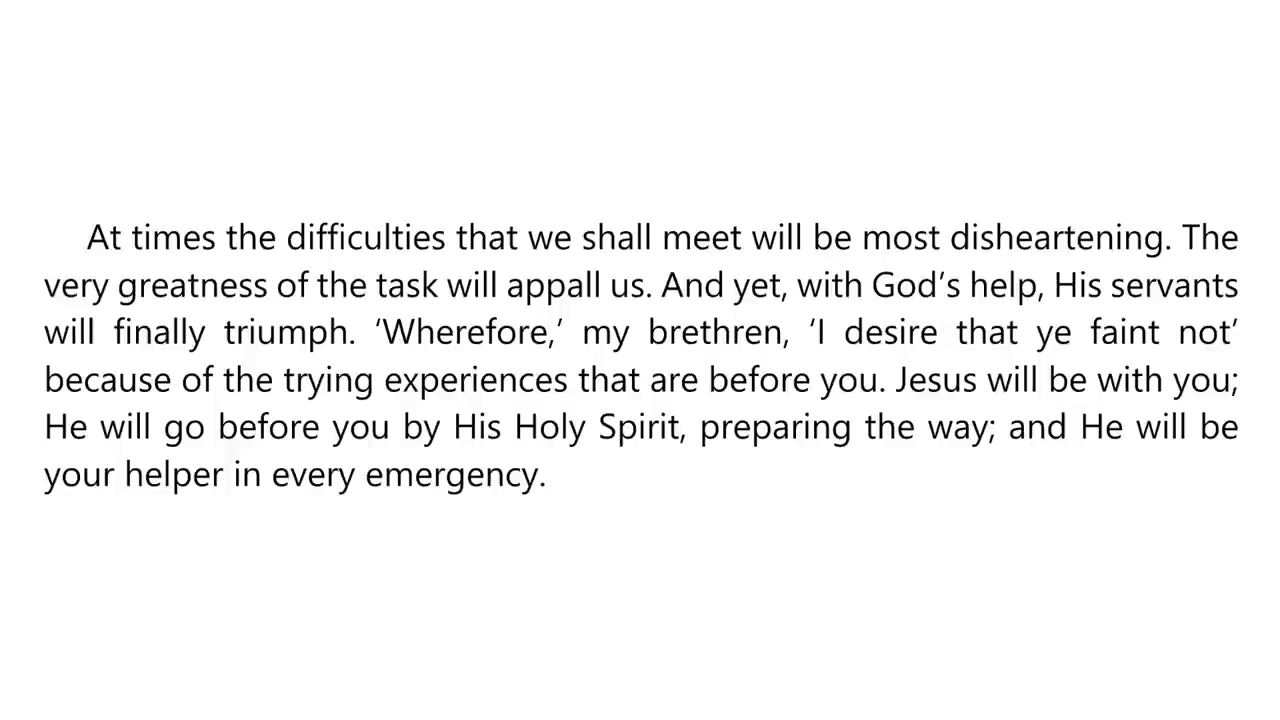 At times the difficulties that we shall meet will be most disheartening. The
very greatness of the task will appall us. And yet, with God’s help, His servants
will finally triumph. ‘Wherefore,’ my brethren, ‘I desire that ye faint not’
because of the trying experiences that are before you. Jesus will be with you;
He will go before you by His Holy Spirit, preparing the way; and He will be
your helper in every emergency.